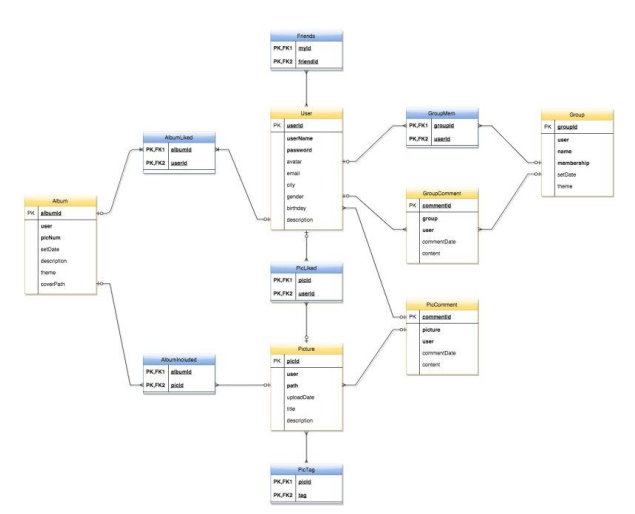 Friends
PK,FK1 myId
PK,FK2 friendId
User
PK userId
userName
password
avatar
email
city
gender
birthday
description
GroupMem
PK,FK1 groupId
PK,FK2 userId
Group
PK groupId
user
name
membership
setDate
theme
AlbumLiked
PK,FK1 albumId
PK,FK2 userId
GroupComment
PK commentId
group
user
commentDate
content
Album
PK albumId
user
picNum
setDate
description
theme
coverPath
PicLiked
PK,FK1 picId
PK,FK2 userId
PicComment
PK commentId
picture
user
commentDate
content
AlbumIncluded
PK,FK1 albumId
PK,FK2 picId
Picture
PK picId
user
path
uploadDate
title
description
PicTag
PK,FK1 picId
PK,FK2 tag